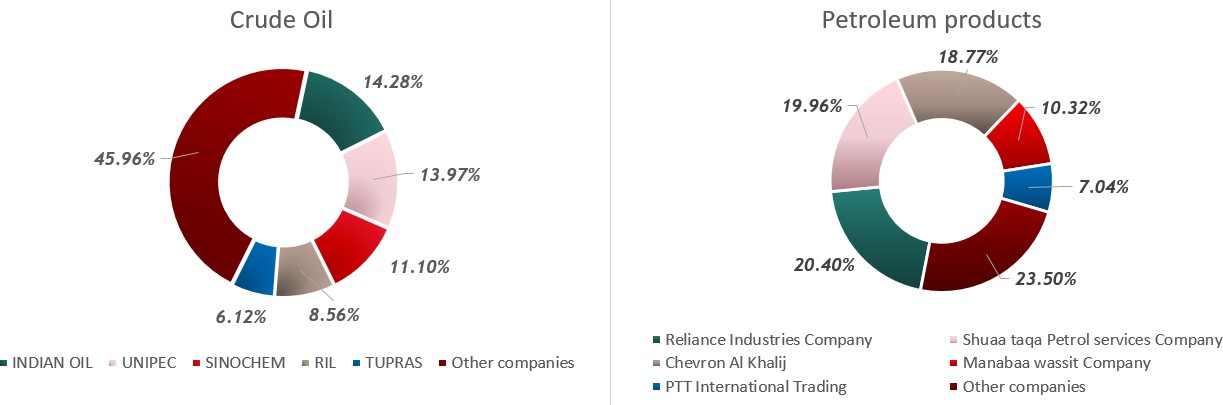 Crude Oil
14.28%
13.97%
11.10%
8.56%
6.12%
45.96%
INDIAN OIL UNIPEC SINOCHEM RIL TUPRAS Other companies
Petroleum products
18.77%
10.32%
7.04%
23.50%
20.40%
19.96%
Reliance Industries Company Shuaa taqa Petrol services Company
Chevron Al Khalij Manabaa wassit Company
PTT International Trading Other companies